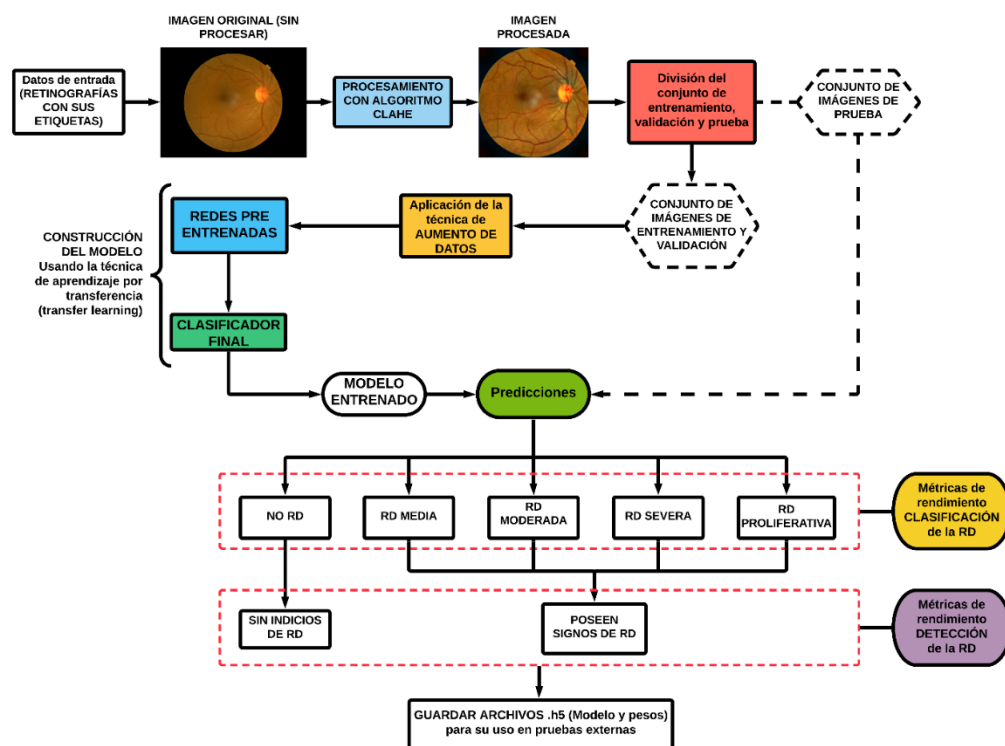 IMAGEN ORIGINAL (SIN
PROCESAR)
IMAGEN
PROCESADA
Datos de entrada
(RETINOGRAFÍAS
CON SUS
ETIQUETAS)
PROCESAMIENTO
CON ALGORITMO
CLAHE
División del
conjunto de
entrenamiento,
validación y prueba
CONJUNTO DE
IMÁGENES DE
PRUEBA
CONSTRUCCIÓN
DEL MODELO
Usando la técnica
de aprendizaje por
transferencia
(transfer learning)
REDES PRE
ENTRENADAS
Aplicación de la
técnica de
AUMENTO DE
DATOS
CONJUNTO DE
IMÁGENES DE
ENTRENAMIENTO Y
VALIDACIÓN
CLASIFICADOR
FINAL
MODELO
ENTRENADO
Predicciones
NO RD
RD MEDIA
RD
MODERADA
RD SEVERA
RD
PROLIFERATIVA
Métricas de
rendimiento
CLASIFICACIÓN
de la RD
SIN INDICIOS
DE RD
POSEEN
SIGNOS DE RD
Métricas de
rendimiento
DETECCIÓN
de la RD
GUARDAR ARCHIVOS .h5 (Modelo y pesos)
para su uso en pruebas externas